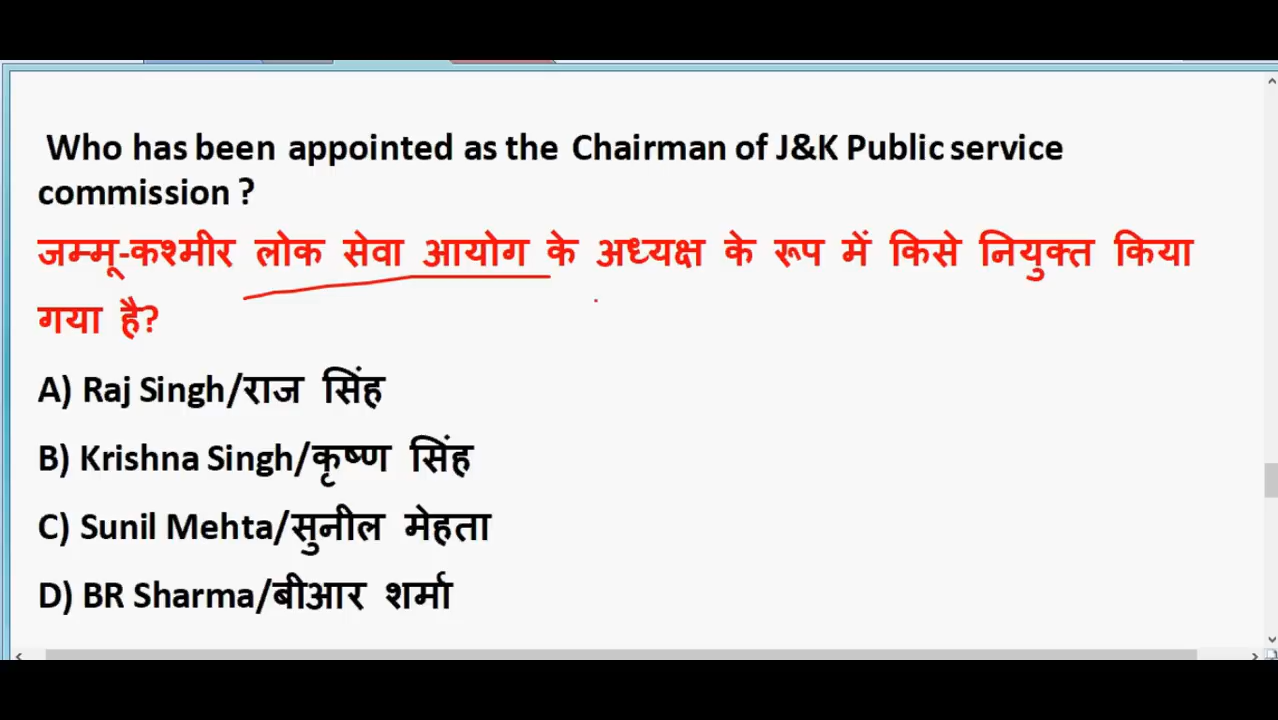 Who has been appointed as the Chairman of J&K Public service
commission ?
जम्मू-कश्मीर लोक सेवा आयोग के अध्यक्ष के रूप में किसे नियुक्त किया
गया है?
A) Raj Singh/राज सिंह
B) Krishna Singh/कृष्ण सिंह
C) Sunil Mehta/सुनील मेहता
D) BR Sharma/बीआर शर्मा